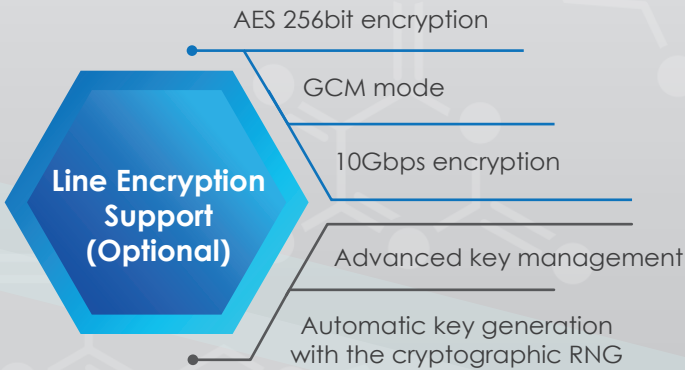 AES 256bit encryption
GCM mode
10Gbps encryption
Line Encryption
Support
(Optional)
Advanced key management
Automatic key generation
with the cryptographic RNG